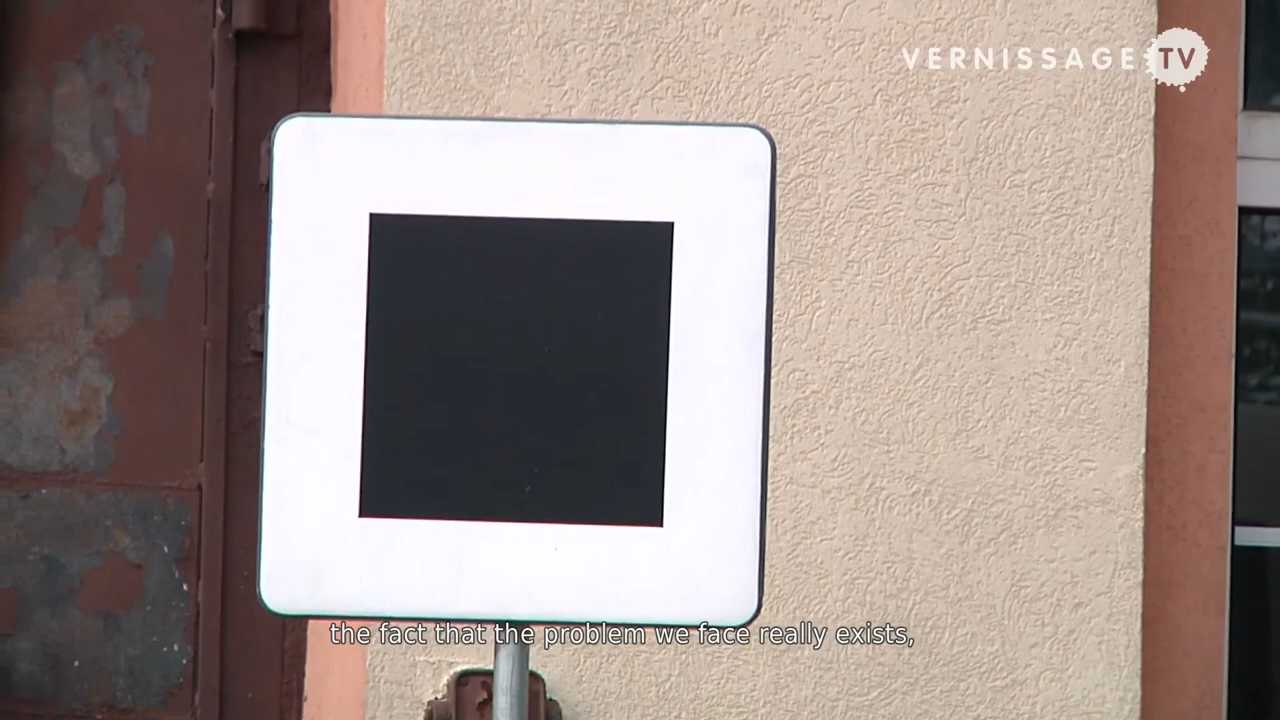 VERNISSAGE TV
the fact that the problem we face really exists,